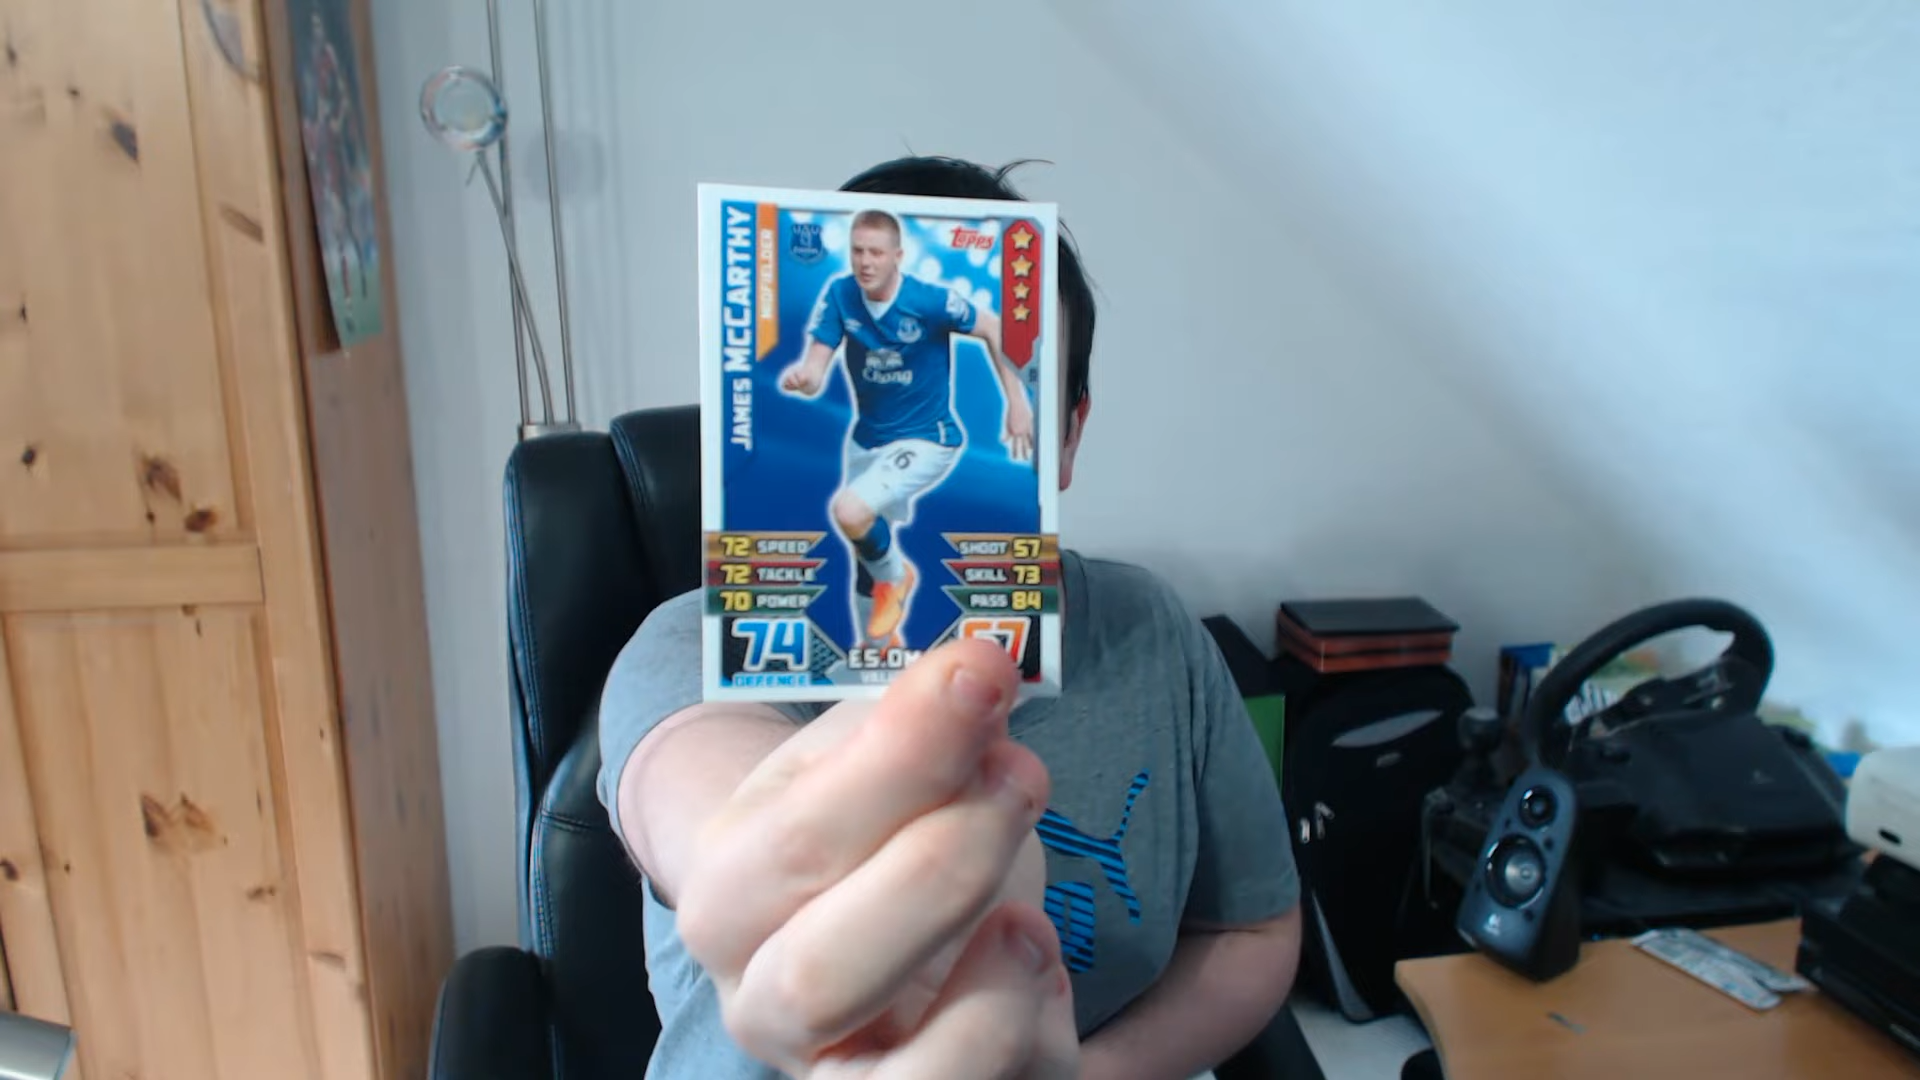 JAMES MCCARTHY
MIDFIELDER
topps
Chang
16
72 SPEED
72 TACKLE
70 POWER
SHOOT 57
SKILL 73
PASS 84
74
DEFENCE
£5.0M
57